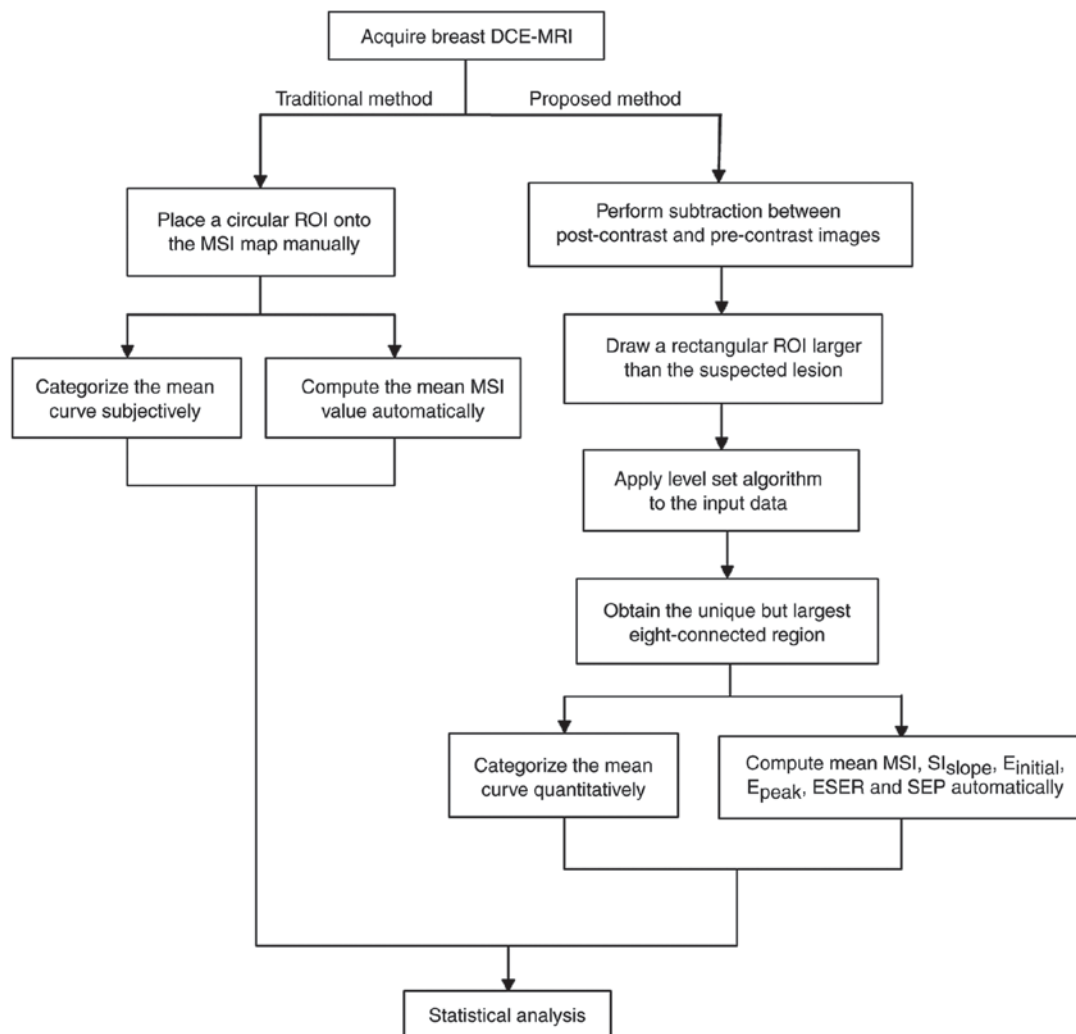 Acquire breast DCE-MRI
Traditional method
Proposed method
Place a circular ROI onto
the MSI map manually
Perform subtraction between
post-contrast and pre-contrast images
Categorize the mean
curve subjectively
Compute the mean MSI
value automatically
Draw a rectangular ROI larger
than the suspected lesion
Apply level set algorithm
to the input data
Obtain the unique but largest
eight-connected region
Categorize the mean
curve quantitatively
Compute mean MSI, SIslope, Einitial,
Epeak, ESER and SEP automatically
Statistical analysis